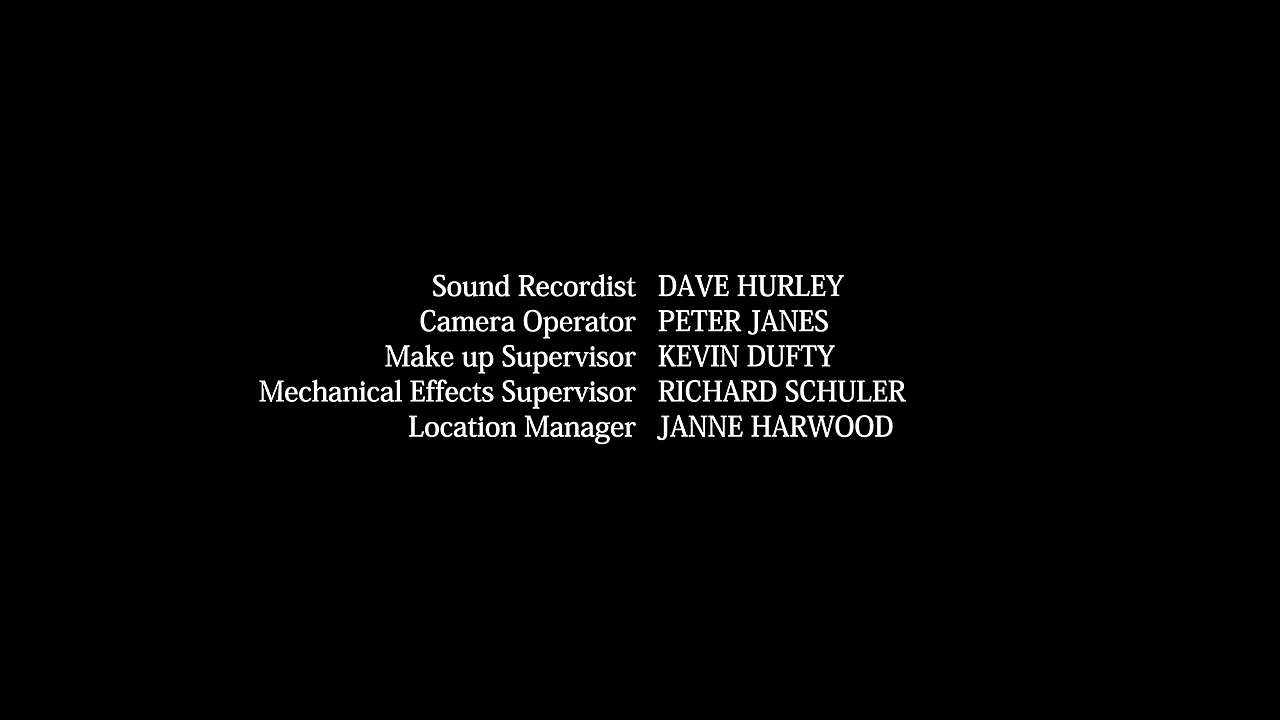 Sound Recordist DAVE HURLEY
Camera Operator PETER JANES
Make up Supervisor KEVIN DUFTY
Mechanical Effects Supervisor RICHARD SCHULER
Location Manager JANNE HARWOOD